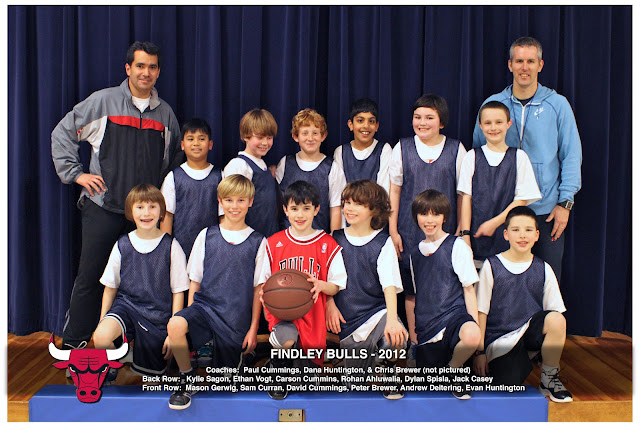 BULLS
FINDLEY BULLS - 2012
Coaches: Paul Cummings, Dana Huntington, & Chris Brewer (not pictured)
Back Row: Kylie Sagon, Ethan Vogt, Carson Cummins, Rohan Ahluwalia, Dylan Spisla, Jack Casey
Front Row: Mason Gerwig, Sam Curran, David Cummings, Peter Brewer, Andrew Deitering, Evan Huntington